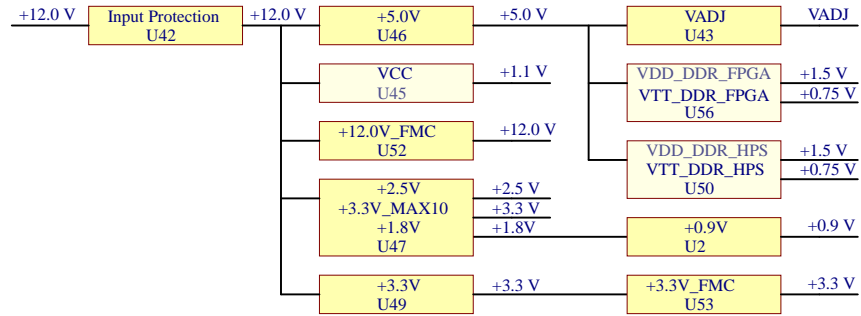 +12.0 V Input Protection +12.0 V +5.0V +5.0 V VADJ VADJ
U42 U46 U43
VCC +1.1 V VDD_DDR_FPGA +1.5 V
U45 VTT_DDR_FPGA +0.75 V
U56
+12.0V_FMC +12.0 V
U52
VDD_DDR_HPS +1.5 V
VTT_DDR_HPS +0.75 V
U50
+2.5V +2.5 V
+3.3V_MAX10 +3.3 V
+1.8V +1.8V +0.9V +0.9 V
U47 U2
+3.3V +3.3 V +3.3V_FMC +3.3 V
U49 U53